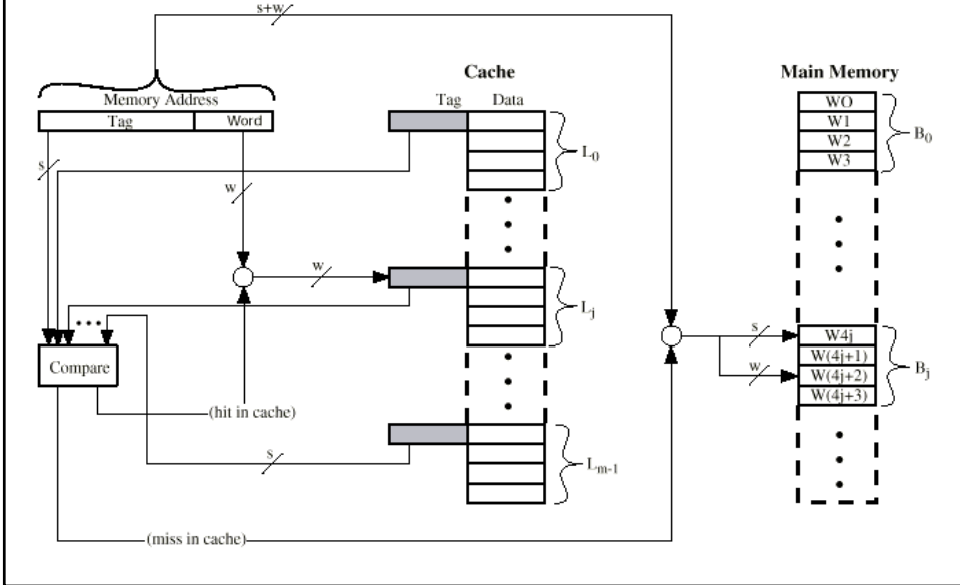 s+w
Cache
Main Memory
Memory Address
Tag Data
Tag Word
WO
W1
W2
W3
B0
L0
s
w
w
Lj
s
W4j
W(4j+1)
W(4j+2)
W(4j+3)
w
Bj
Compare
(hit in cache)
s
Lm-1
(miss in cache)